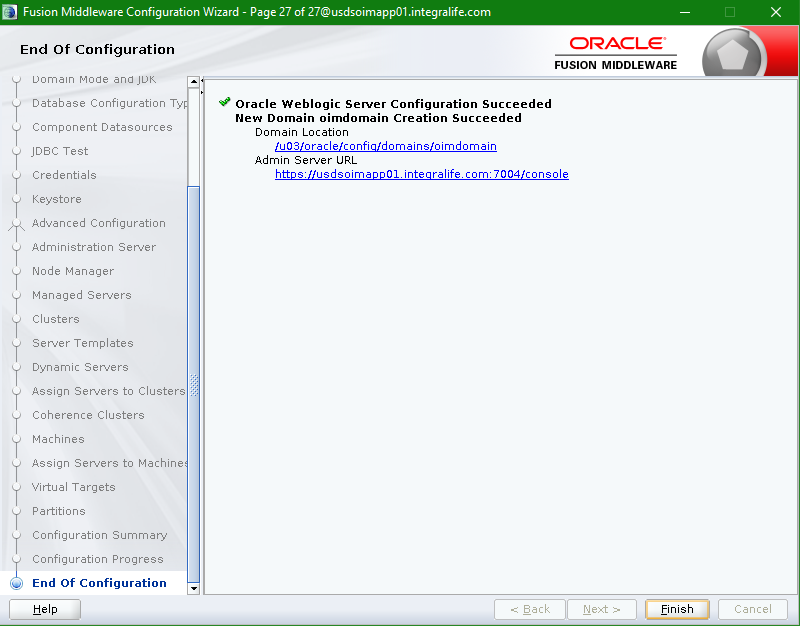 Fusion Middleware Configuration Wizard - Page 27 of 27@usdsoimapp01.integralife.com
End Of Configuration
ORACLE
FUSION MIDDLEWARE
Domain Mode and JDK
Database Configuration Typ
Component Datasources
JDBC Test
Credentials
Keystore
Advanced Configuration
Administration Server
Node Manager
Managed Servers
Clusters
Server Templates
Dynamic Servers
Assign Servers to Clusters
Coherence Clusters
Machines
Assign Servers to Machines
Virtual Targets
Partitions
Configuration Summary
Configuration Progress
End Of Configuration
Oracle Weblogic Server Configuration Succeeded
New Domain oimdomain Creation Succeeded
Domain Location
/u03/oracle/config/domains/oimdomain
Admin Server URL
https://usdsoimapp01.integralife.com:7004/console
Help
< Back
Next >
Finish
Cancel